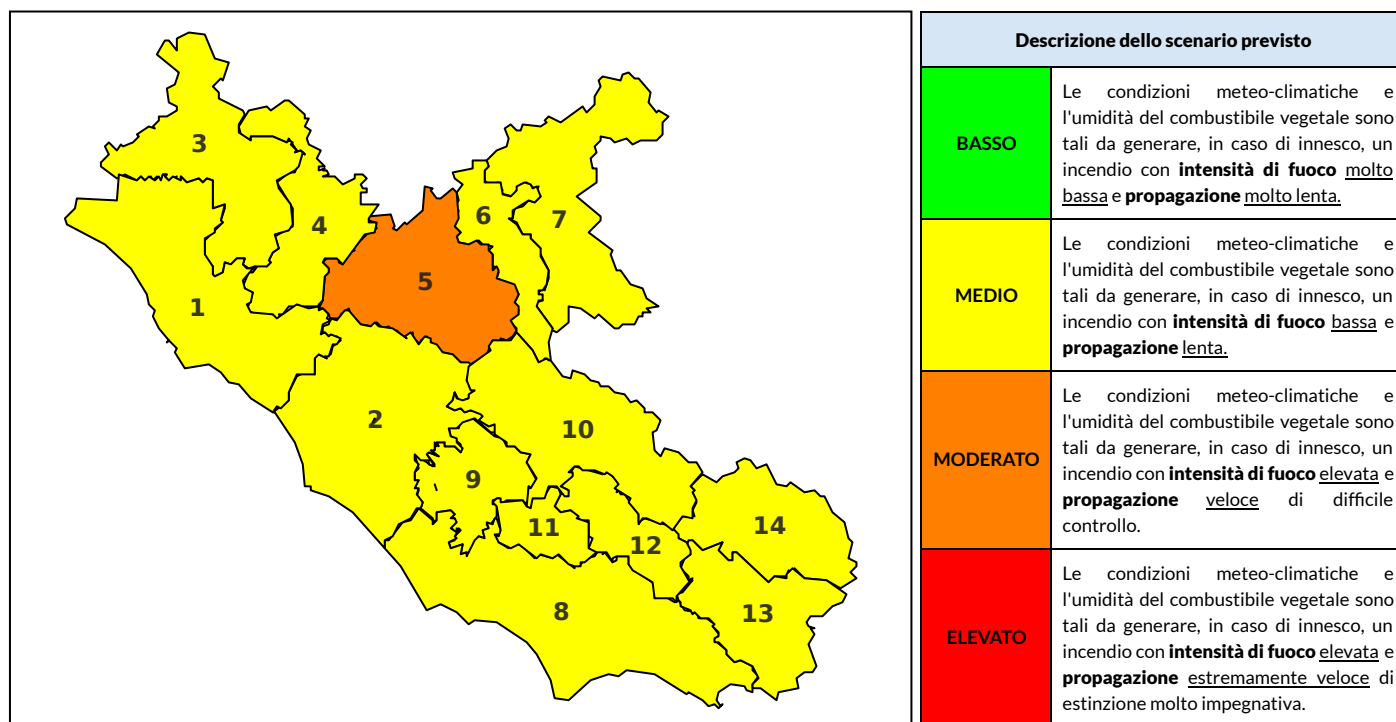 3
4
6
7
5
1
2
10
9
11
12
14
8
13
Descrizione dello scenario previsto
BASSO
Le condizioni meteo-climatiche e
l'umidità del combustibile vegetale sono
tali da generare, in caso di innesco, un
incendio con intensità di fuoco molto
bassa e propagazione molto lenta.
MEDIO
Le condizioni meteo-climatiche e
l'umidità del combustibile vegetale sono
tali da generare, in caso di innesco, un
incendio con intensità di fuoco bassa e
propagazione lenta.
MODERATO
Le condizioni meteo-climatiche e
l'umidità del combustibile vegetale sono
tali da generare, in caso di innesco, un
incendio con intensità di fuoco elevata e
propagazione veloce di difficile
controllo.
ELEVATO
Le condizioni meteo-climatiche e
l'umidità del combustibile vegetale sono
tali da generare, in caso di innesco, un
incendio con intensità di fuoco elevata e
propagazione estremamente veloce di
estinzione molto impegnativa.